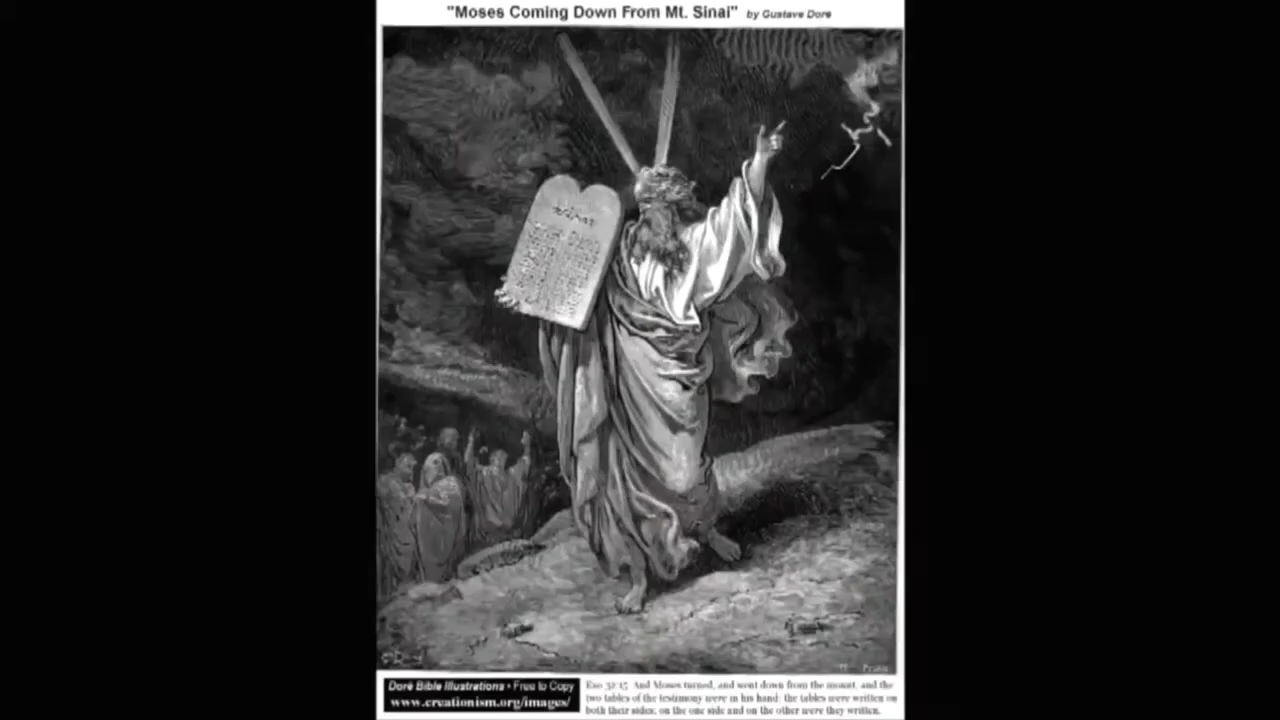 "Moses Coming Down From Mt. Sinai" by Gustave Doré
Doré Bible Illustrations • Free to Copy
www.creationism.org/images/
Exo 32:15 And Moses turned, and went down from the mount, and the
two tables of the testimony were in his hand: the tables were written on
both their sides; on the one side and on the other were they written.